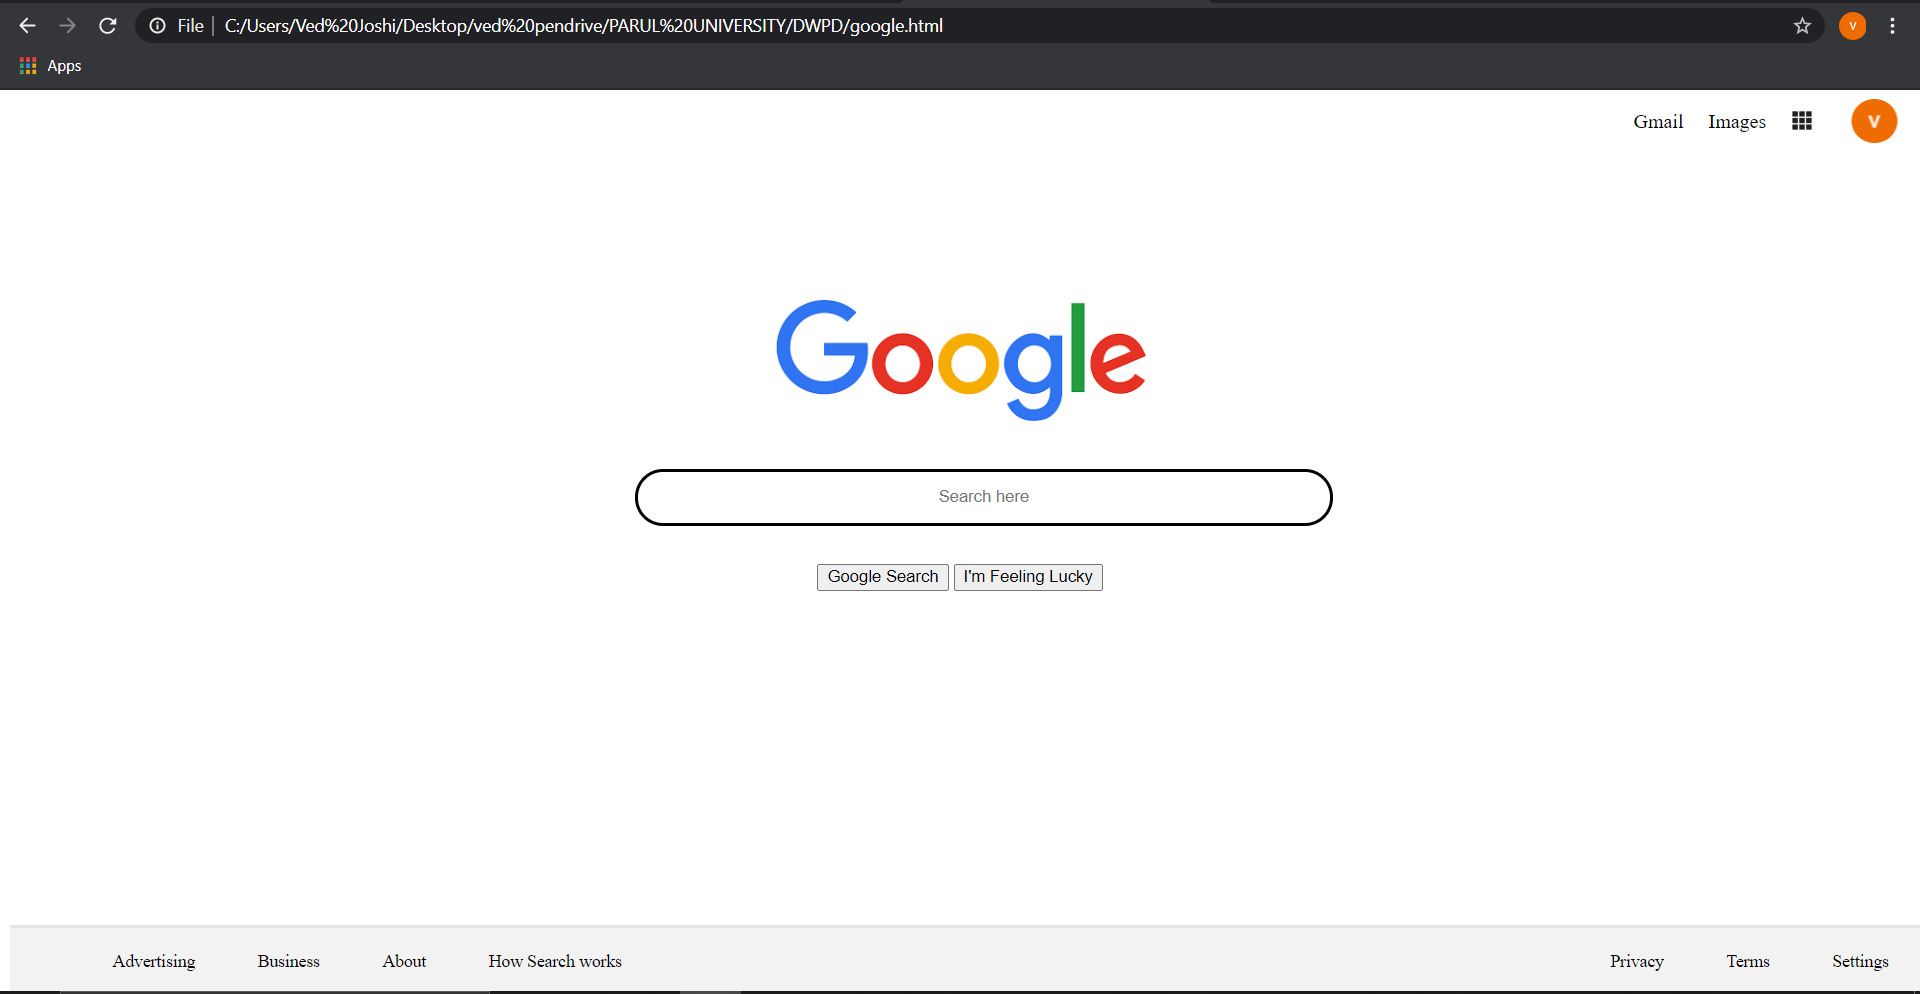 File | C:/Users/Ved%20Joshi/Desktop/ved%20pendrive/PARUL%20UNIVERSITY/DWPD/google.html V
Apps
Gmail Images V
Google
Search here
Google Search I'm Feeling Lucky
Advertising Business About How Search works Privacy Terms Settings